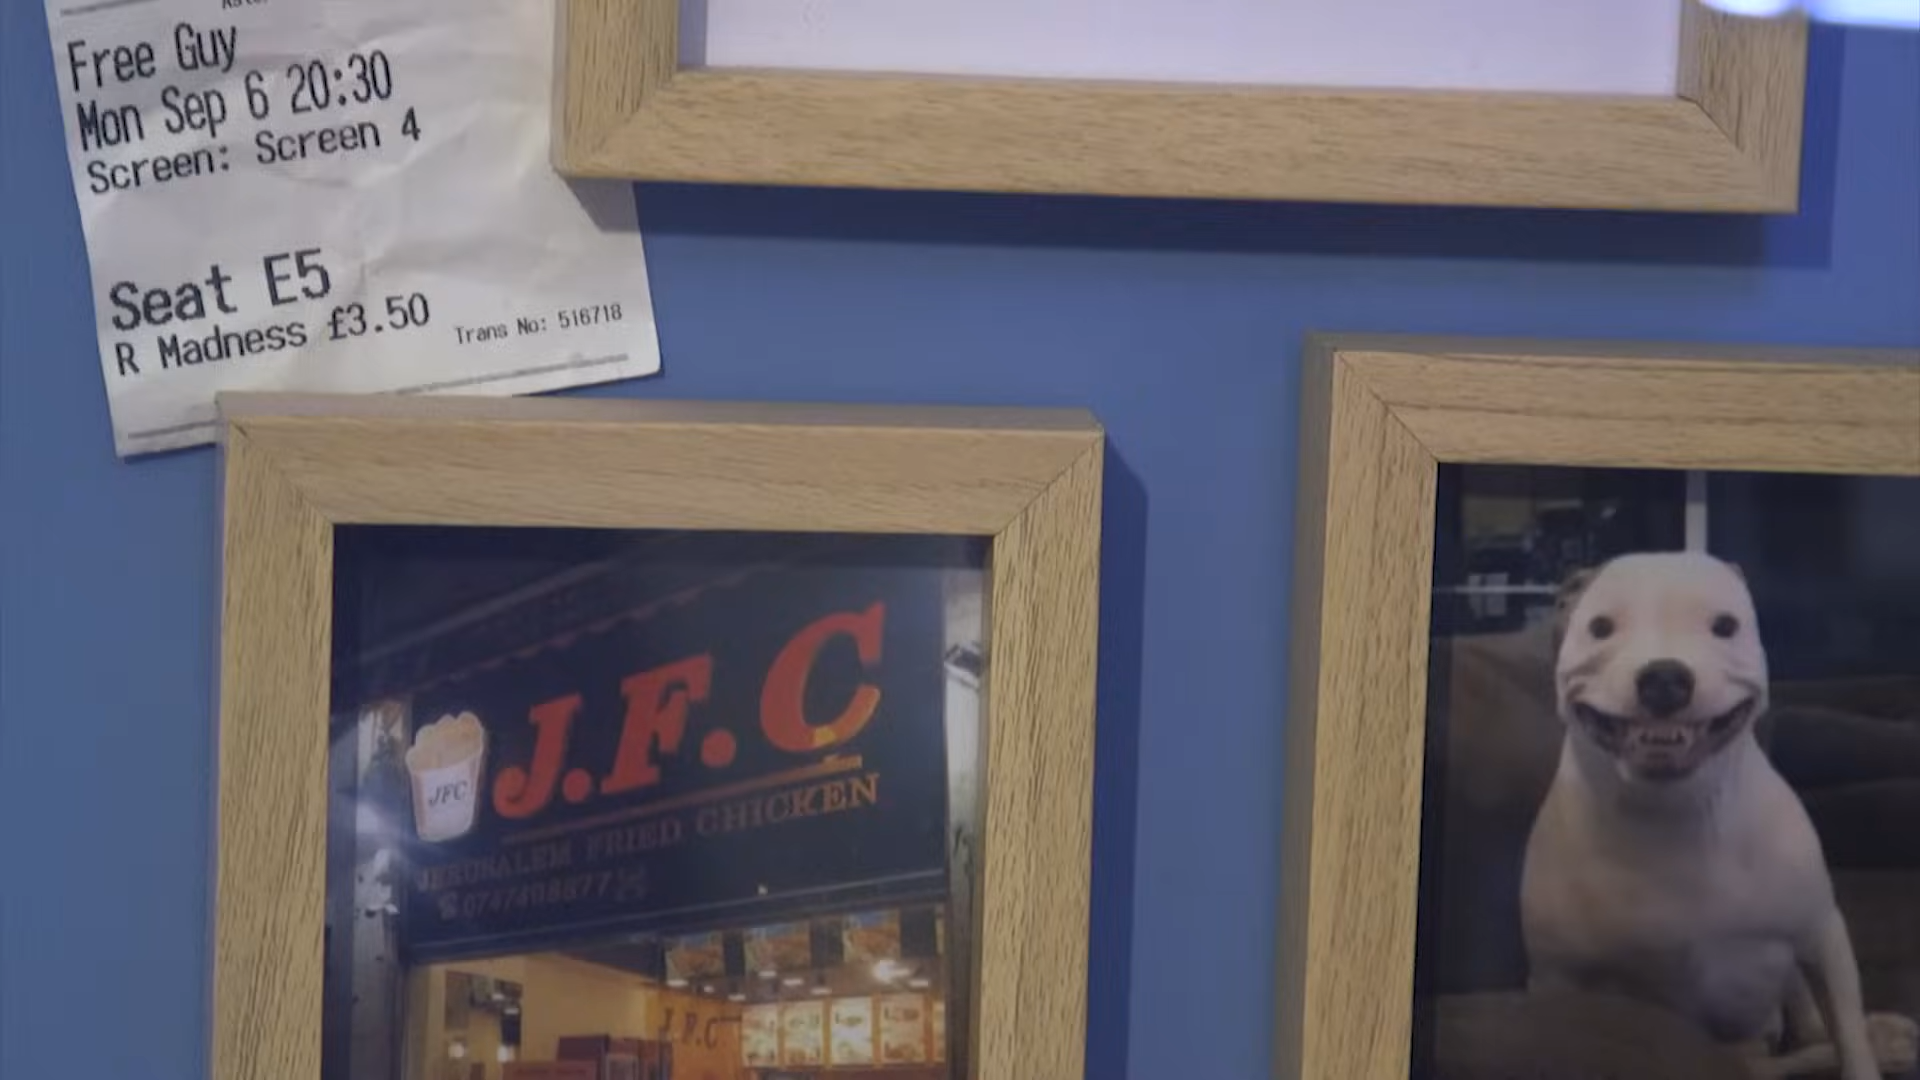 Free Guy
Mon Sep 6 20:30
Screen: Screen 4
Seat E5
R Madness £3.50
Trans No: 516718
J.F.C
JFC
JERUSALEM FRIED CHICKEN
J.F.C